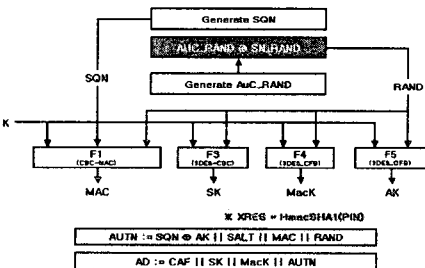 Generate SQN
AUC_RAND ⊕ SN_RAND
SQN
RAND
Generate AuC_RAND
K
F1
(CBC-MAC)
F3
(3DES-CBC)
F4
(3DES_CFB)
F5
(3DES_OFB)
MAC
SK
MacK
AK
※ XRES = HmacSHA1(PIN)
AUTN := SQN ⊕ AK || SALT || MAC || RAND
AD := CAF || SK || MacK || AUTN